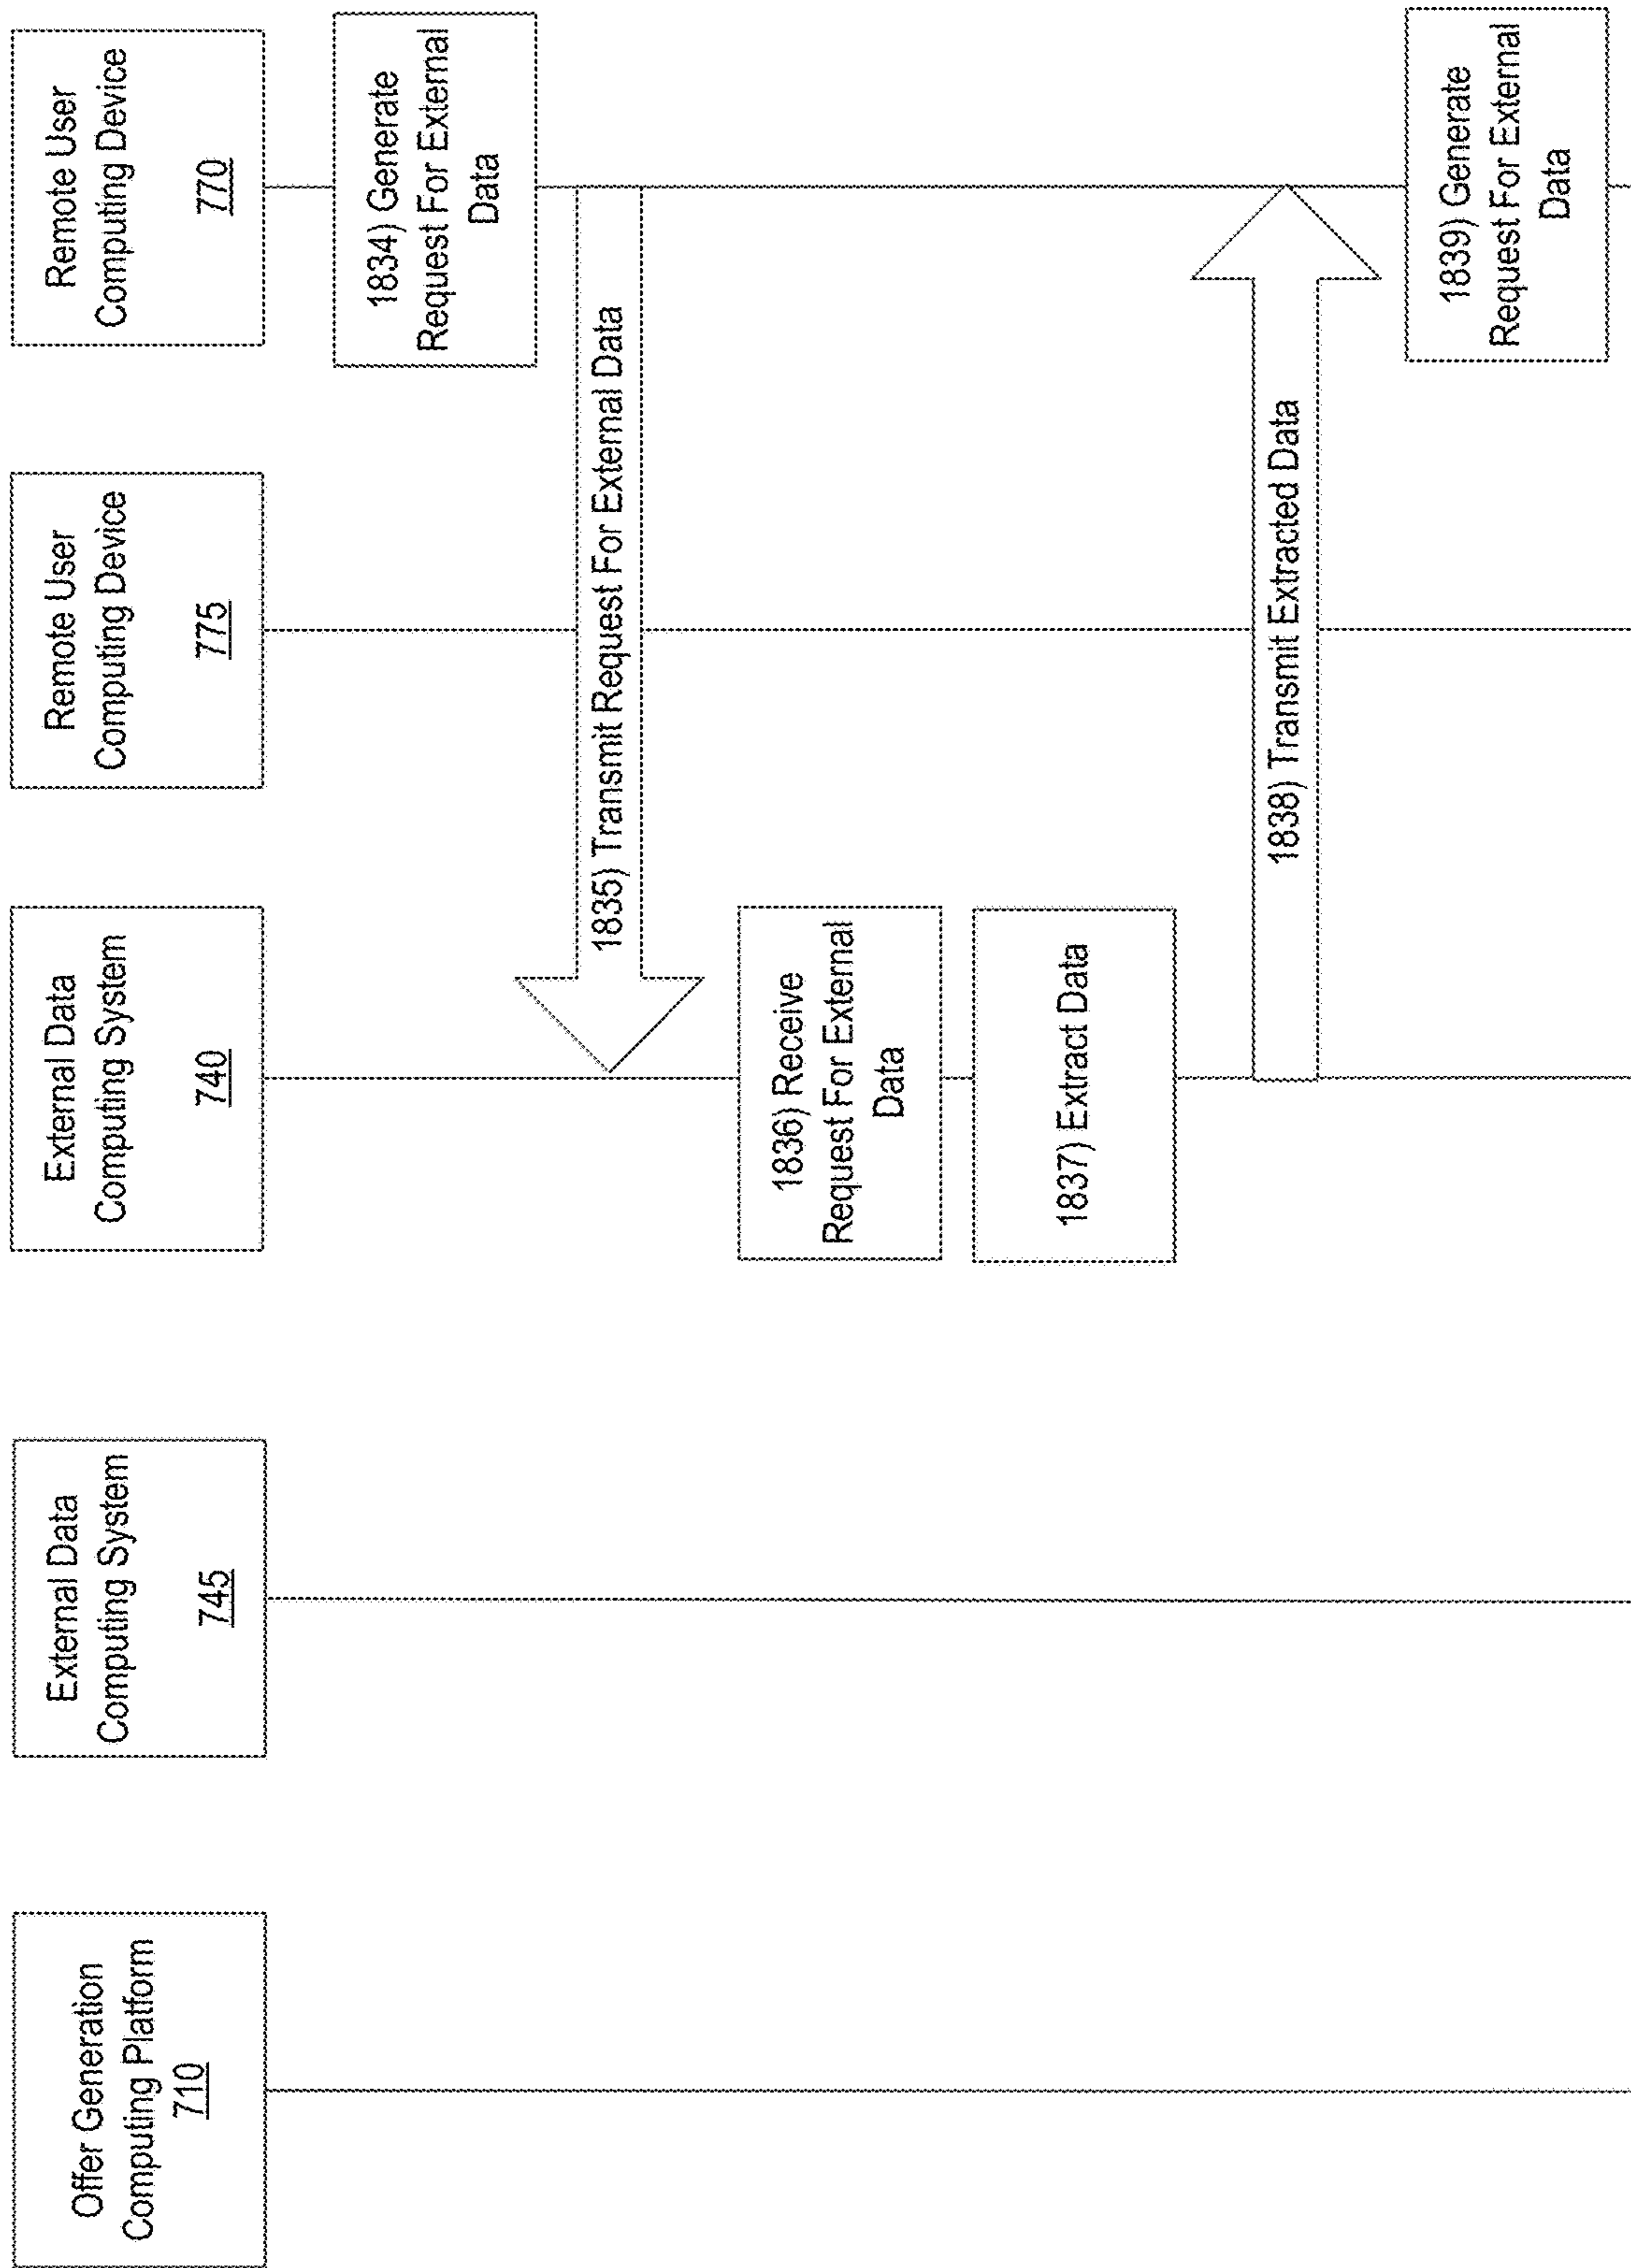 Offer Generation
Computing Platform
710
External Data
Computing System
745
External Data
Computing System
740
Remote User
Computing Device
775
Remote User
Computing Device
770
1834) Generate
Request For External
Data
1835) Transmit Request For External Data
1836) Receive
Request For External
Data
1837) Extract Data
1838) Transmit Extracted Data
1839) Generate
Request For External
Data